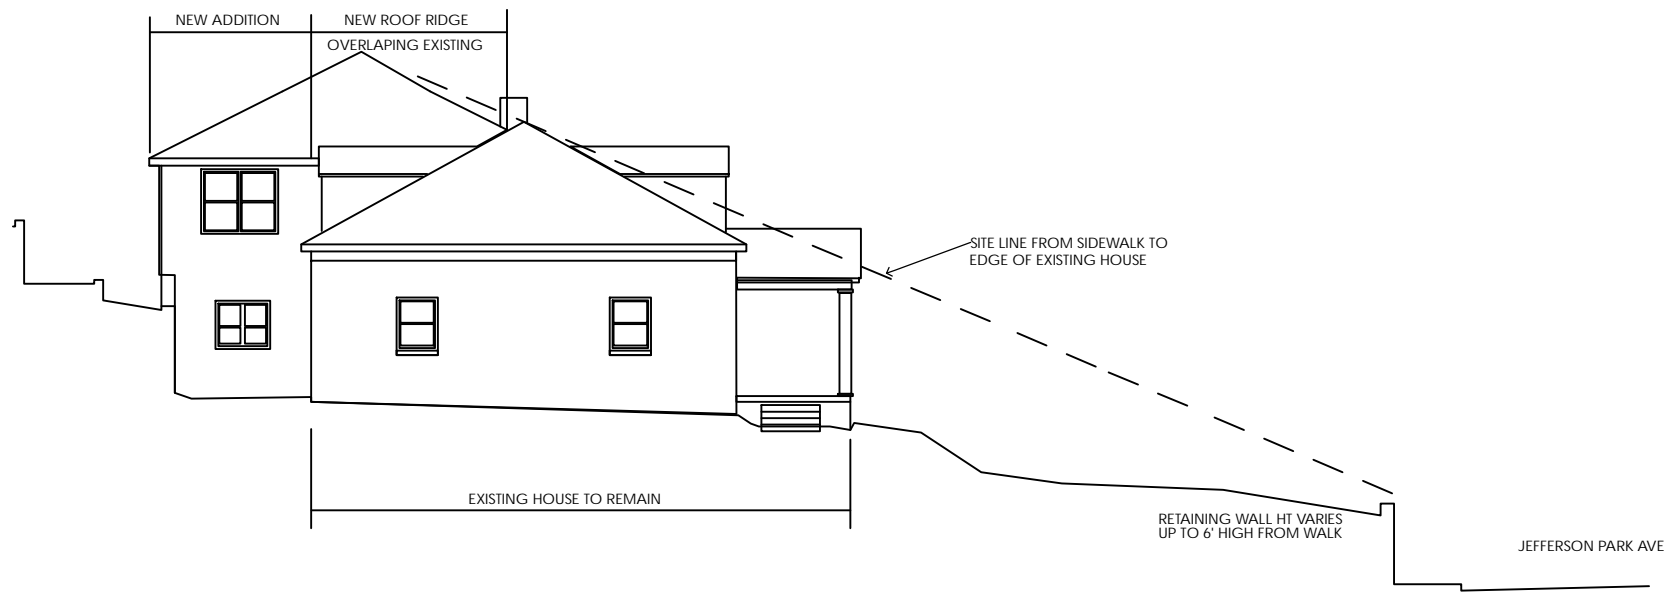 NEW ADDITION
NEW ROOF RIDGE
OVERLAPING EXISTING
SITE LINE FROM SIDEWALK TO
EDGE OF EXISTING HOUSE
EXISTING HOUSE TO REMAIN
RETAINING WALL HT VARIES
UP TO 6' HIGH FROM WALK
JEFFERSON PARK AVE